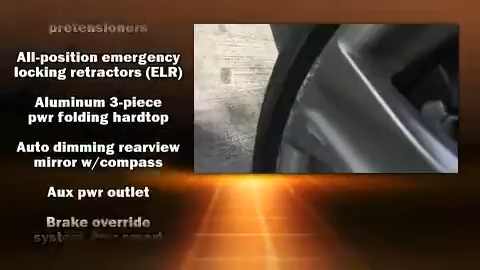 pretensioners
All-position emergency
locking retractors (ELR)
Aluminum 3-piece
pwr folding hardtop
Auto dimming rearview
mirror w/compass
Aux pwr outlet
Brake override
system